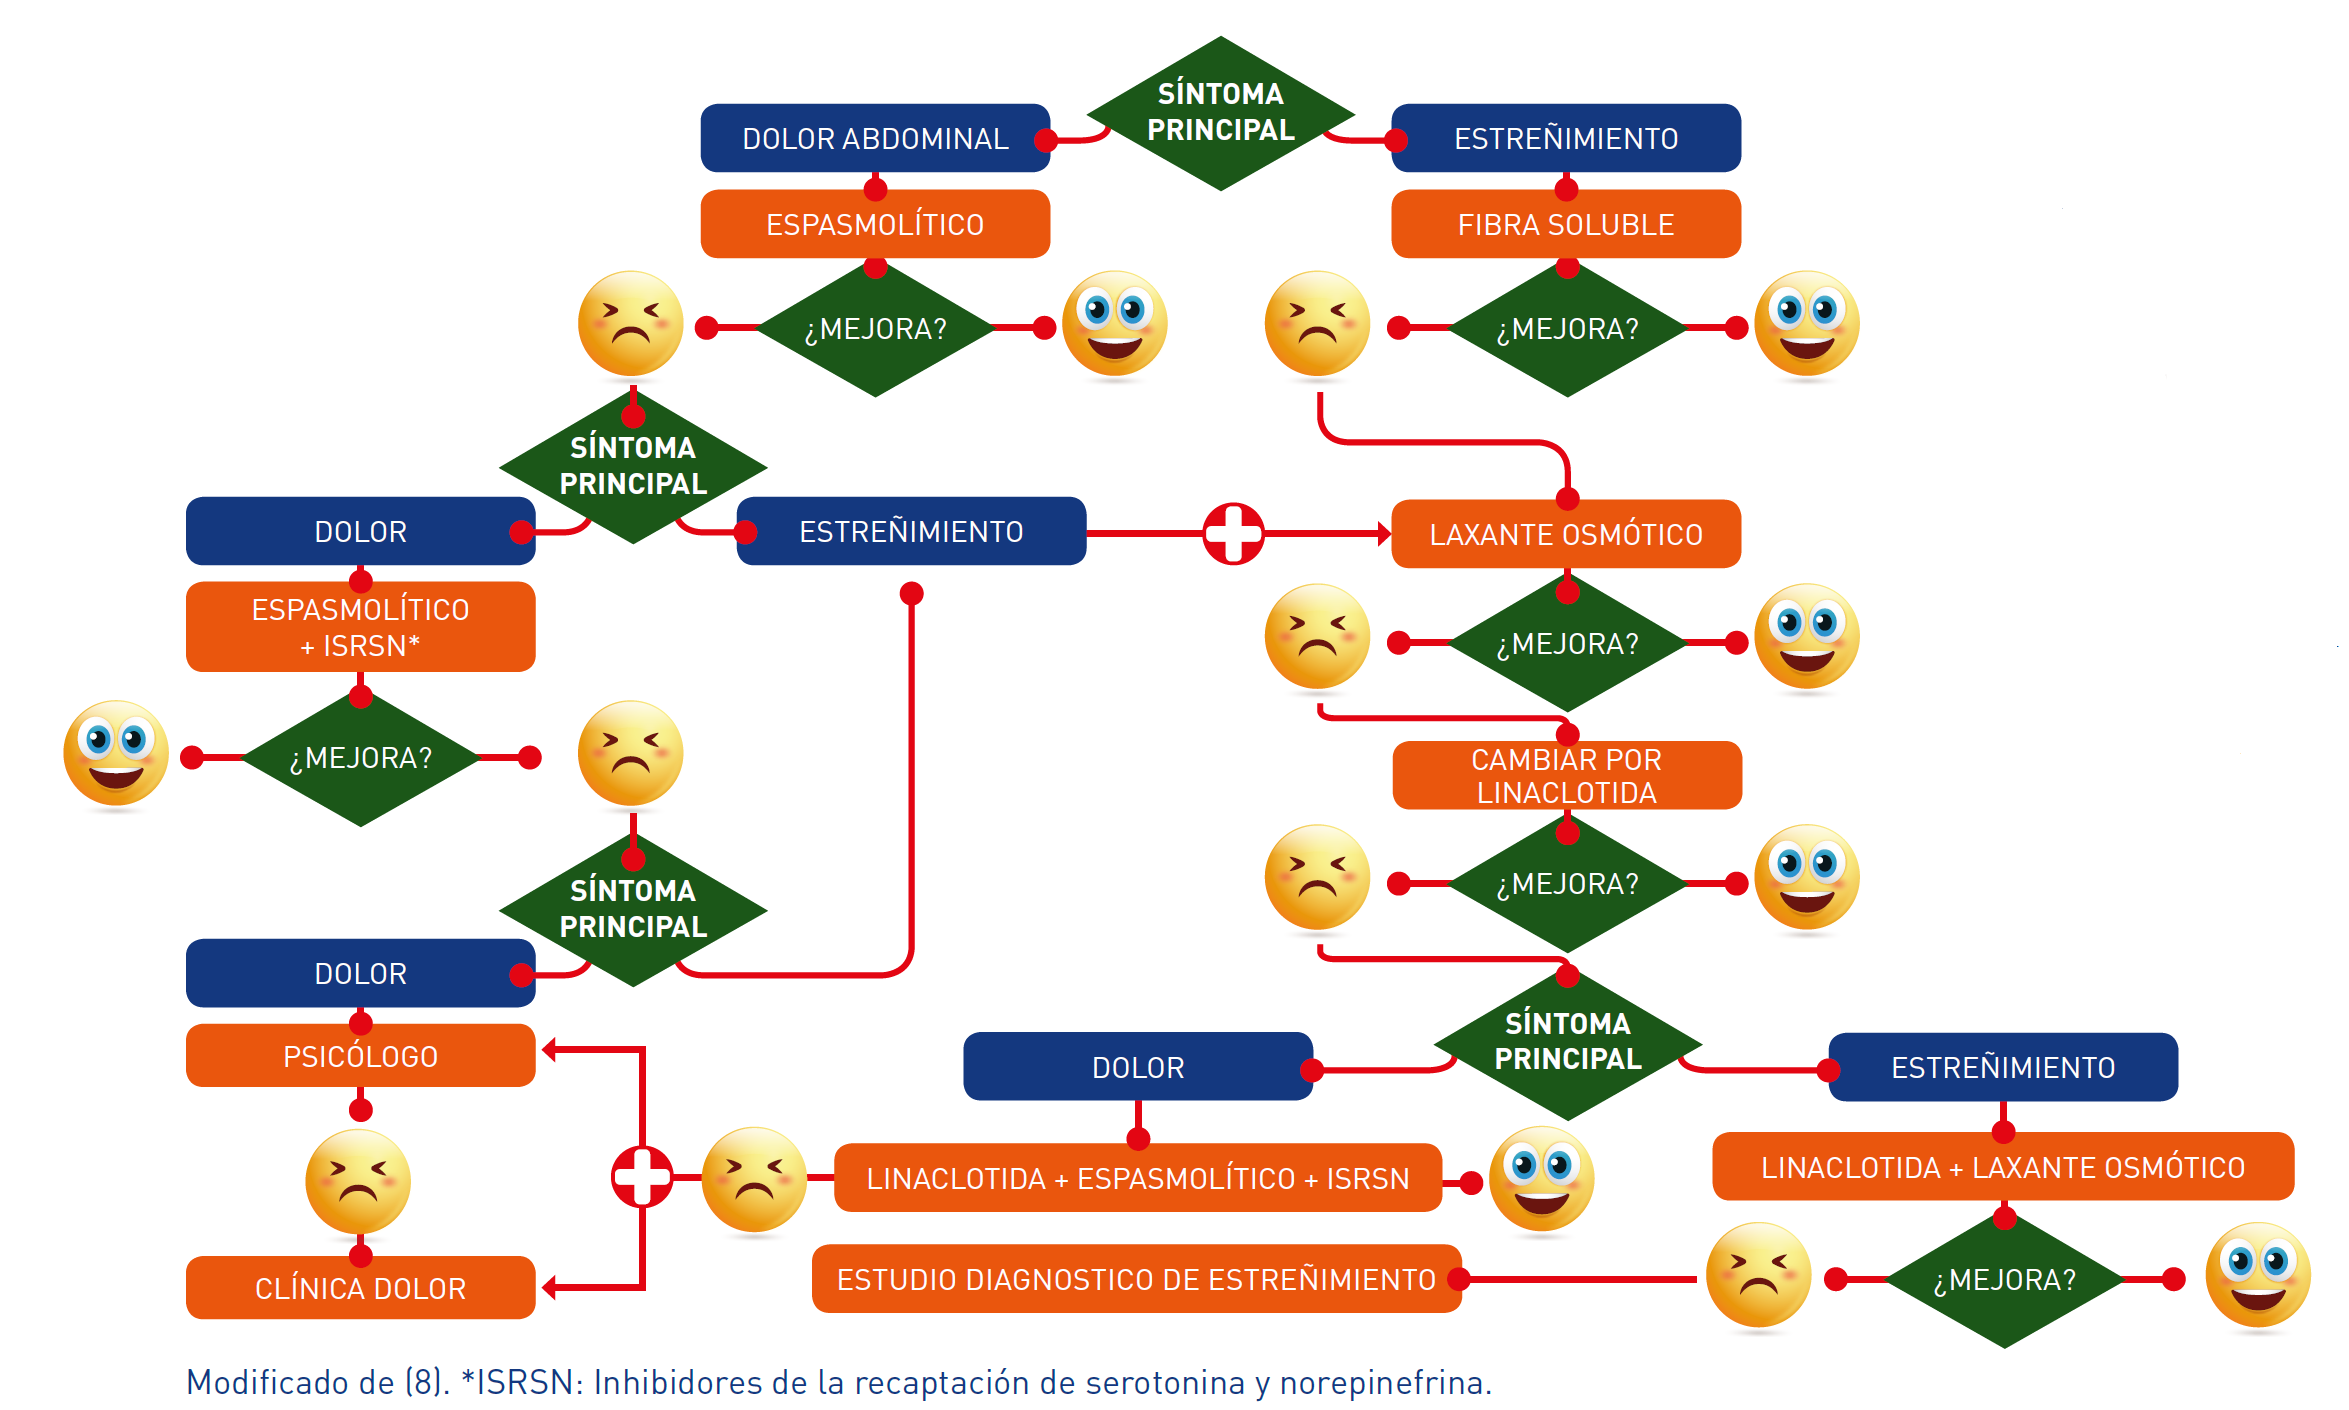 SÍNTOMA
PRINCIPAL
DOLOR ABDOMINAL
ESTREÑIMIENTO
ESPASMOLÍTICO
FIBRA SOLUBLE
¿MEJORA?
¿MEJORA?
SÍNTOMA
PRINCIPAL
DOLOR
ESTREÑIMIENTO
LAXANTE OSMÓTICO
ESPASMOLÍTICO
+ ISRSN*
¿MEJORA?
¿MEJORA?
CAMBIAR POR
LINACLOTIDA
¿MEJORA?
SÍNTOMA
PRINCIPAL
DOLOR
PSICÓLOGO
SÍNTOMA
PRINCIPAL
DOLOR
ESTREÑIMIENTO
LINACLOTIDA + ESPASMOLÍTICO + ISRSN
LINACLOTIDA + LAXANTE OSMÓTICO
CLÍNICA DOLOR
ESTUDIO DIAGNOSTICO DE ESTREÑIMIENTO
¿MEJORA?
Modificado de (8). *ISRSN: Inhibidores de la recaptación de serotonina y norepinefrina.